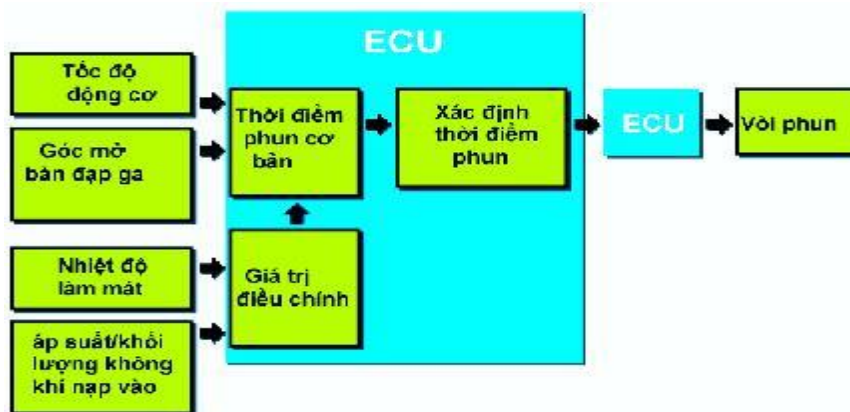 ECU
Tốc độ
động cơ
Góc mở
bàn đạp ga
Nhiệt độ
làm mát
áp suất/khối
lượng không
khí nạp vào
Thời điểm
phun cơ
bản
Giá trị
điều chính
Xác định
thời điểm
phun
ECU
Vòi phun